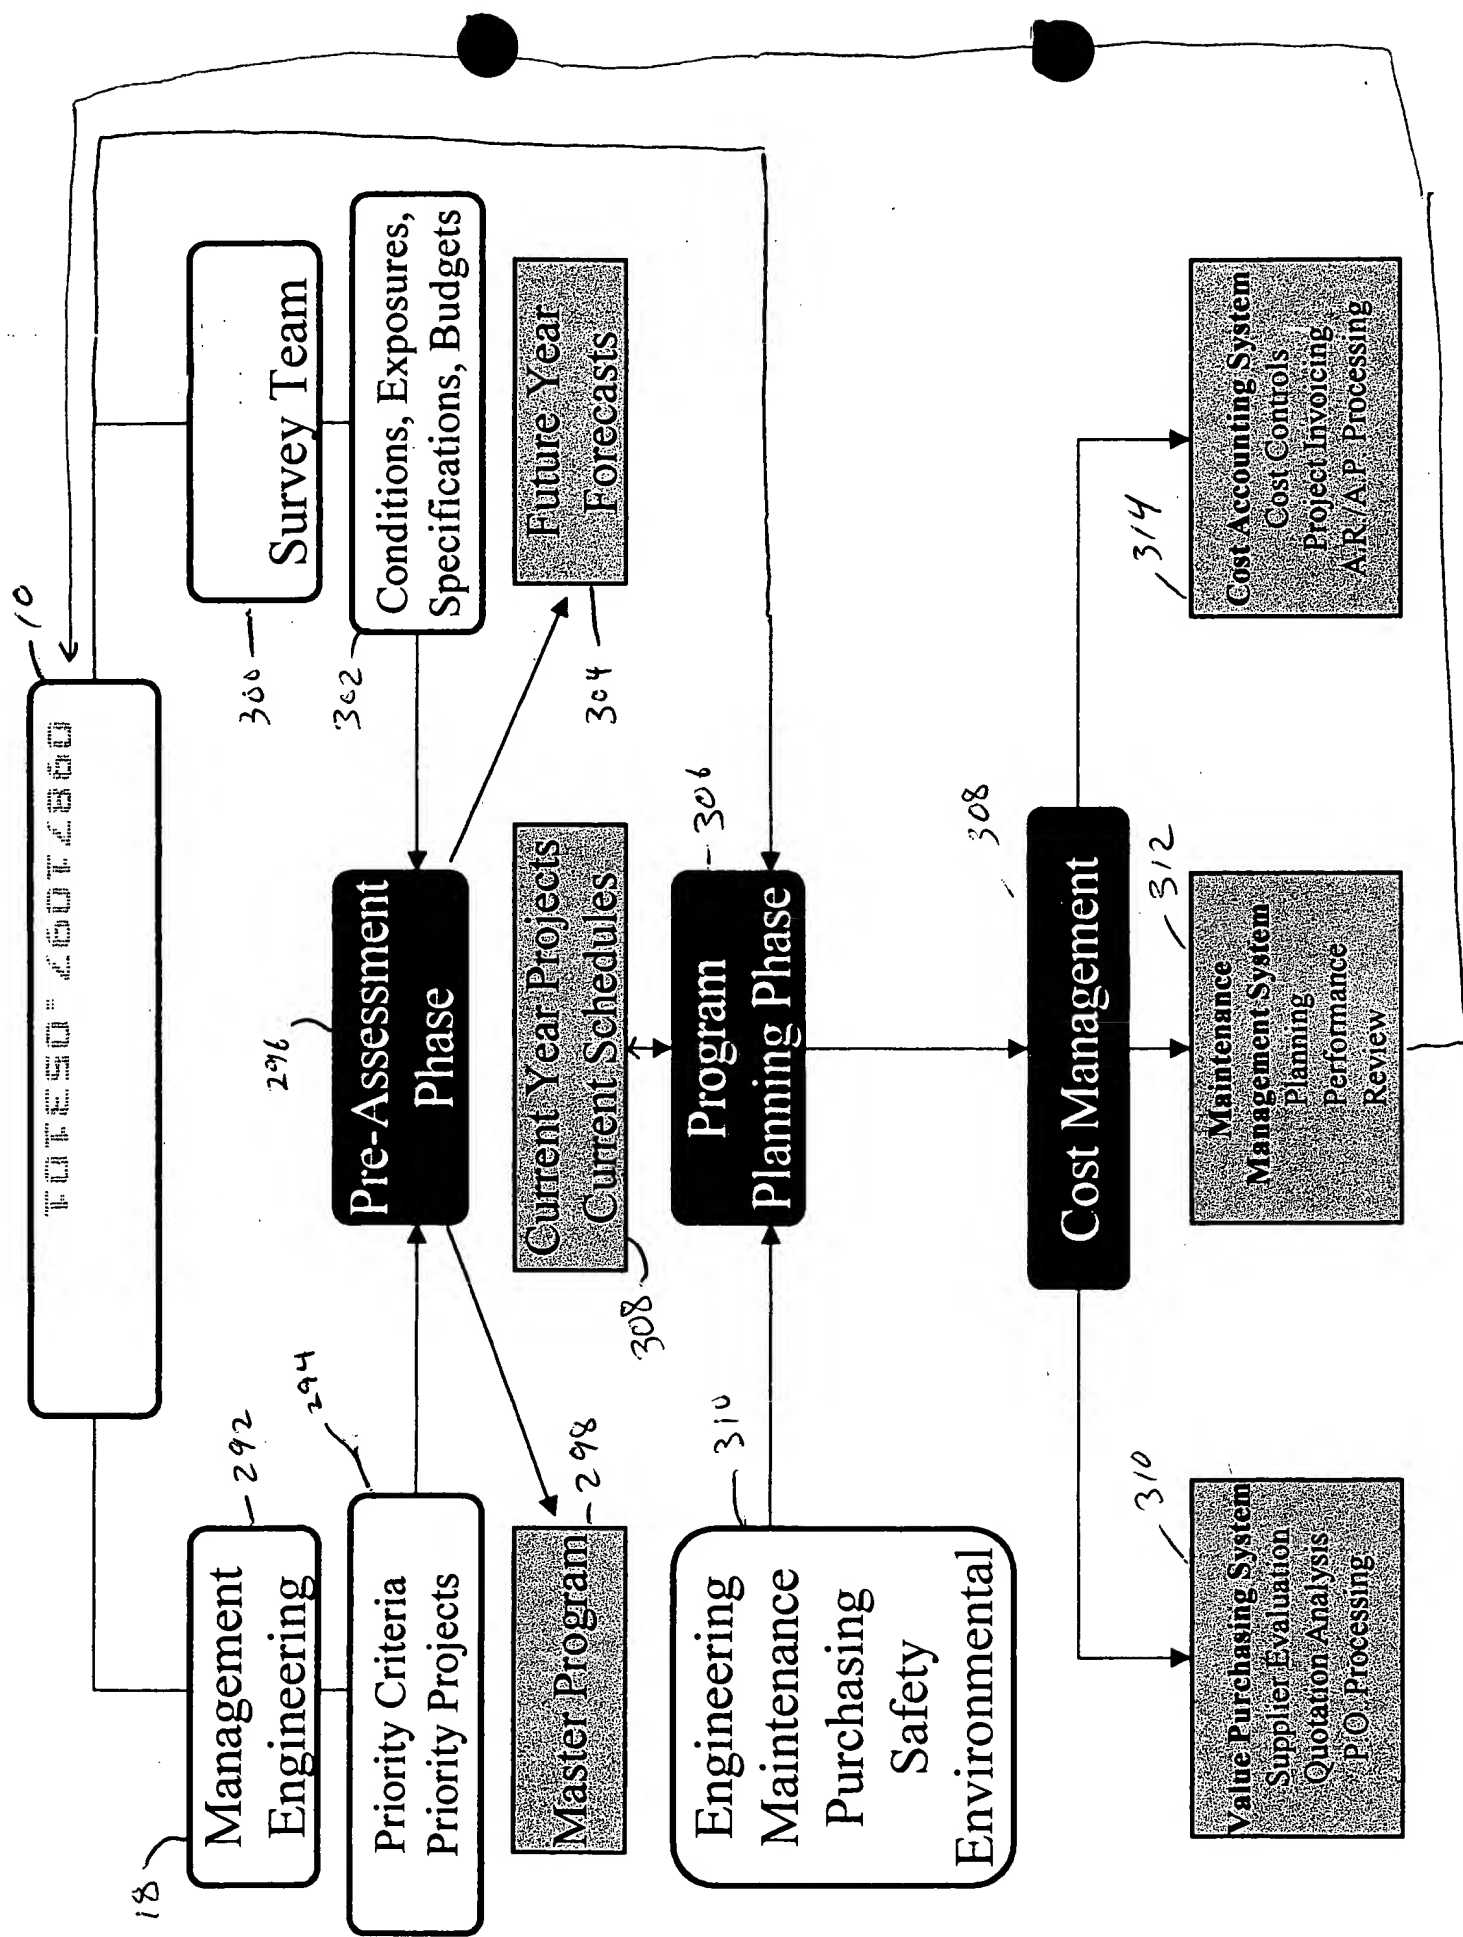 10
18
Management
Engineering
292
300
Survey Team
294
Priority Criteria
Priority Projects
296
Pre-Assessment
Phase
302
Conditions, Exposures,
Specifications, Budgets
Master Program
298
Current Year Projects
Current Schedules
308
Future Year
Forecasts
304
310
Engineering
Maintenance
Purchasing
Safety
Environmental
306
Program
Planning Phase
308
Cost Management
310
Value Purchasing System
Supplier Evaluation
Quotation Analysis
P.O. Processing
312
Maintenance
Management System
Planning
Performance
Review
314
Cost Accounting System
Cost Controls
Project Invoicing
A.R./A.P. Processing